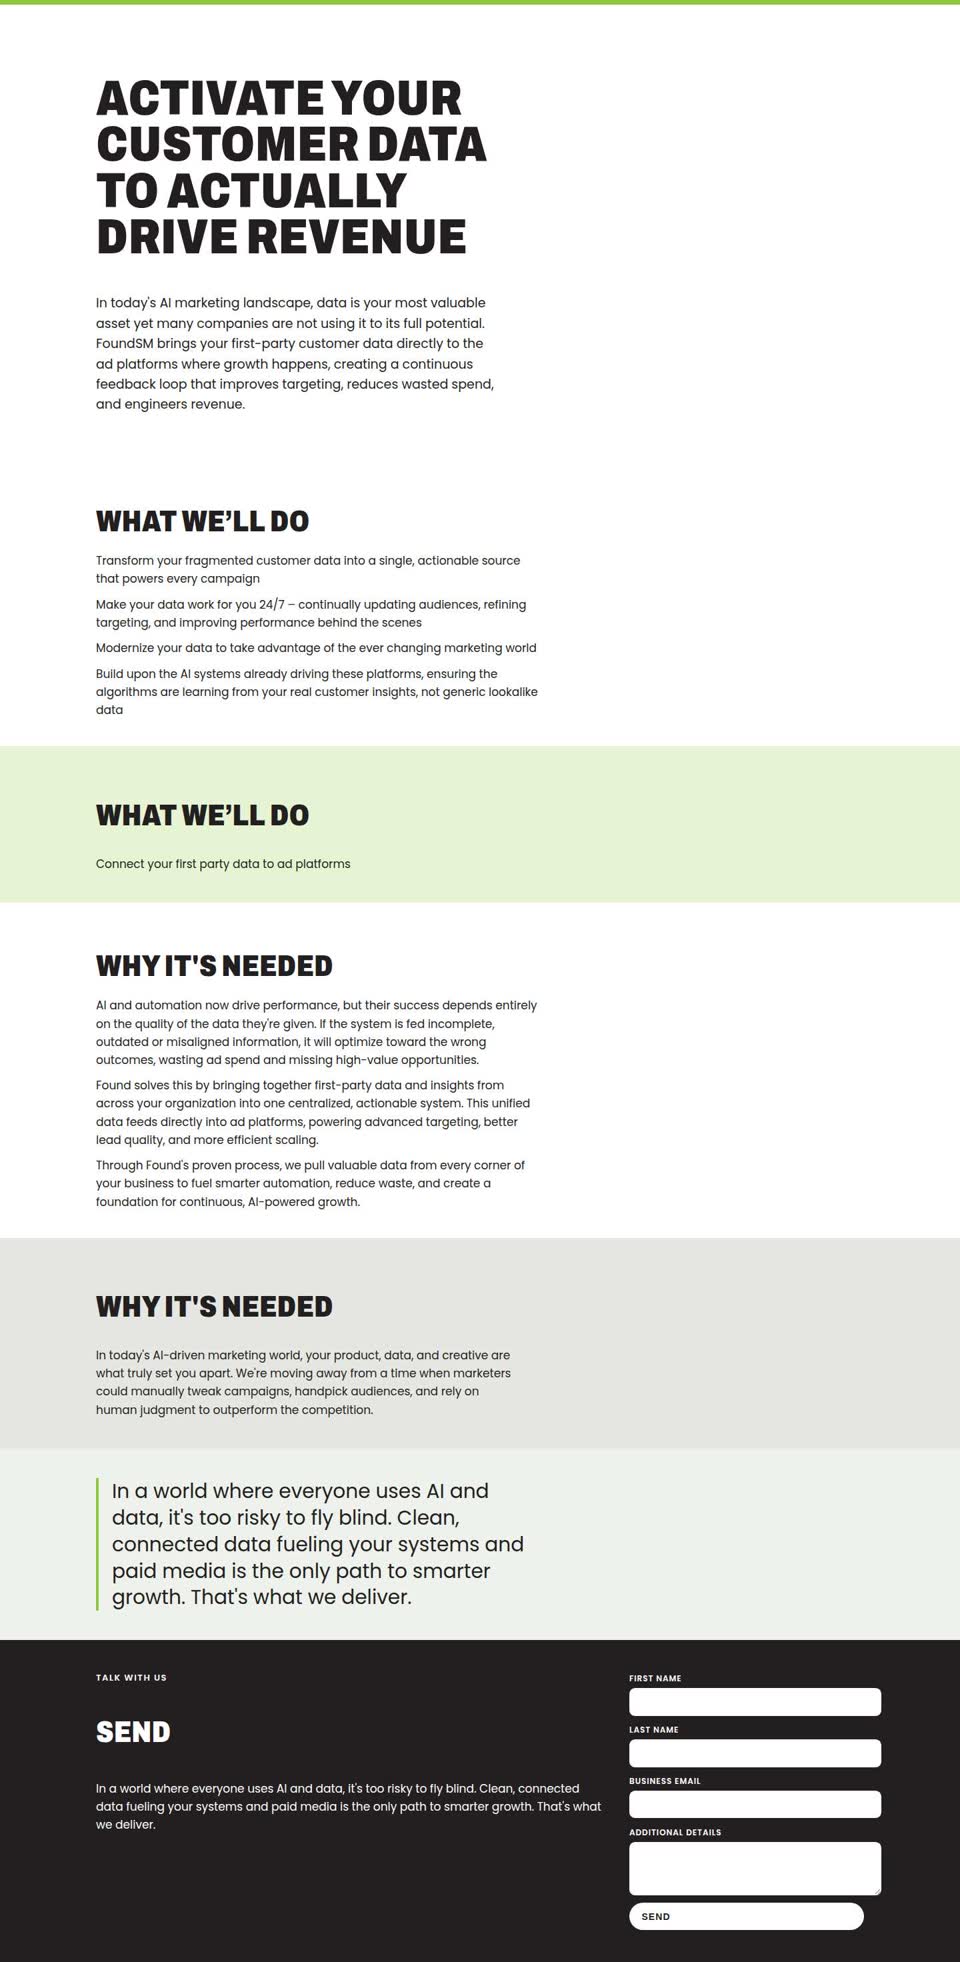 ACTIVATE YOUR
CUSTOMER DATA
TO ACTUALLY
DRIVE REVENUE
In today's AI marketing landscape, data is your most valuable
asset yet many companies are not using it to its full potential.
FoundSM brings your first-party customer data directly to the
ad platforms where growth happens, creating a continuous
feedback loop that improves targeting, reduces wasted spend,
and engineers revenue.
WHAT WE’LL DO
Transform your fragmented customer data into a single, actionable source
that powers every campaign
Make your data work for you 24/7 – continually updating audiences, refining
targeting, and improving performance behind the scenes
Modernize your data to take advantage of the ever changing marketing world
Build upon the AI systems already driving these platforms, ensuring the
algorithms are learning from your real customer insights, not generic lookalike
data
WHAT WE’LL DO
Connect your first party data to ad platforms
WHY IT'S NEEDED
AI and automation now drive performance, but their success depends entirely
on the quality of the data they're given. If the system is fed incomplete,
outdated or misaligned information, it will optimize toward the wrong
outcomes, wasting ad spend and missing high-value opportunities.
Found solves this by bringing together first-party data and insights from
across your organization into one centralized, actionable system. This unified
data feeds directly into ad platforms, powering advanced targeting, better
lead quality, and more efficient scaling.
Through Found's proven process, we pull valuable data from every corner of
your business to fuel smarter automation, reduce waste, and create a
foundation for continuous, AI-powered growth.
WHY IT'S NEEDED
In today's AI-driven marketing world, your product, data, and creative are
what truly set you apart. We're moving away from a time when marketers
could manually tweak campaigns, handpick audiences, and rely on
human judgment to outperform the competition.
In a world where everyone uses AI and
data, it's too risky to fly blind. Clean,
connected data fueling your systems and
paid media is the only path to smarter
growth. That's what we deliver.
TALK WITH US
SEND
In a world where everyone uses AI and data, it's too risky to fly blind. Clean, connected
data fueling your systems and paid media is the only path to smarter growth. That's what
we deliver.
FIRST NAME
LAST NAME
BUSINESS EMAIL
ADDITIONAL DETAILS
SEND